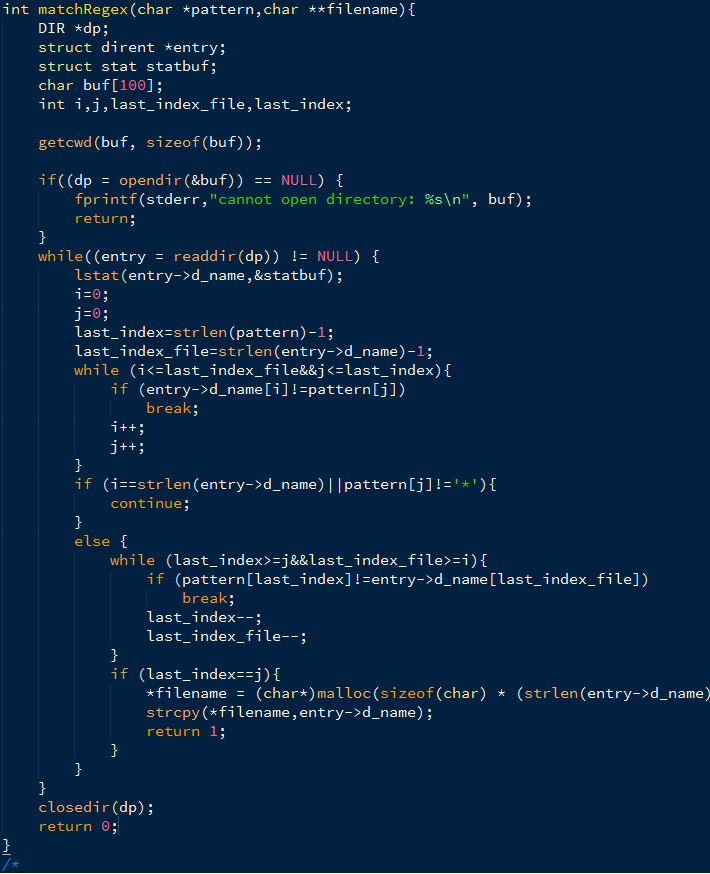 int matchRegex(char *pattern,char **filename){
    DIR *dp;
    struct dirent *entry;
    struct stat statbuf;
    char buf[100];
    int i,j,last_index_file,last_index;

    getcwd(buf, sizeof(buf));

    if((dp = opendir(&buf)) == NULL) {
        fprintf(stderr,"cannot open directory: %s\n", buf);
        return;
    }
    while((entry = readdir(dp)) != NULL) {
        lstat(entry->d_name,&statbuf);
        i=0;
        j=0;
        last_index=strlen(pattern)-1;
        last_index_file=strlen(entry->d_name)-1;
        while (i<=last_index_file&&j<=last_index){
            if (entry->d_name[i]!=pattern[j])
                break;
            i++;
            j++;
        }
        if (i==strlen(entry->d_name)||pattern[j]!='*'){
            continue;
        }
        else {
            while (last_index>=j&&last_index_file>=i){
                if (pattern[last_index]!=entry->d_name[last_index_file])
                    break;
                last_index--;
                last_index_file--;
            }
            if (last_index==j){
                *filename = (char*)malloc(sizeof(char) * (strlen(entry->d_name)
                strcpy(*filename,entry->d_name);
                return 1;
            }
        }
    }
    closedir(dp);
    return 0;
}
/*